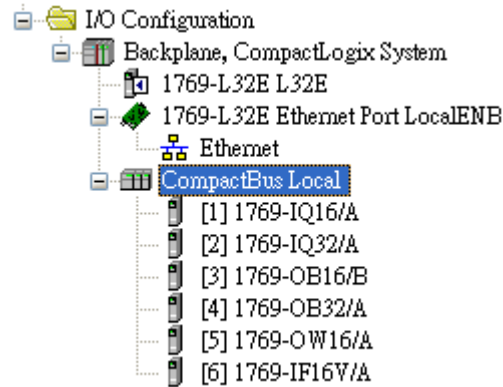 I/O Configuration
Backplane, CompactLogix System
1769-L32E L32E
1769-L32E Ethernet Port LocalENB
Ethernet
CompactBus Local
[1] 1769-IQ16/A
[2] 1769-IQ32/A
[3] 1769-OB16/B
[4] 1769-OB32/A
[5] 1769-OW16/A
[6] 1769-IF16V/A